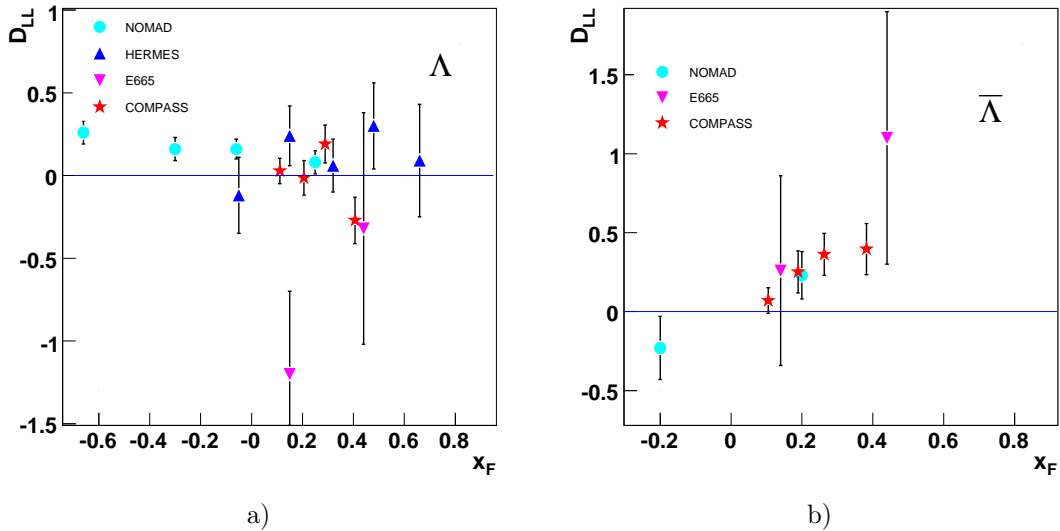 D_LL
1
0.5
0
-0.5
-1
-1.5
NOMAD
HERMES
E665
COMPASS
Λ
-0.6 -0.4 -0.2 -0 0.2 0.4 0.6 0.8
x_F
a)
D_LL
1.5
1
0.5
0
-0.5
NOMAD
E665
COMPASS
Λ̅
-0.2 0 0.2 0.4 0.6 0.8
x_F
b)